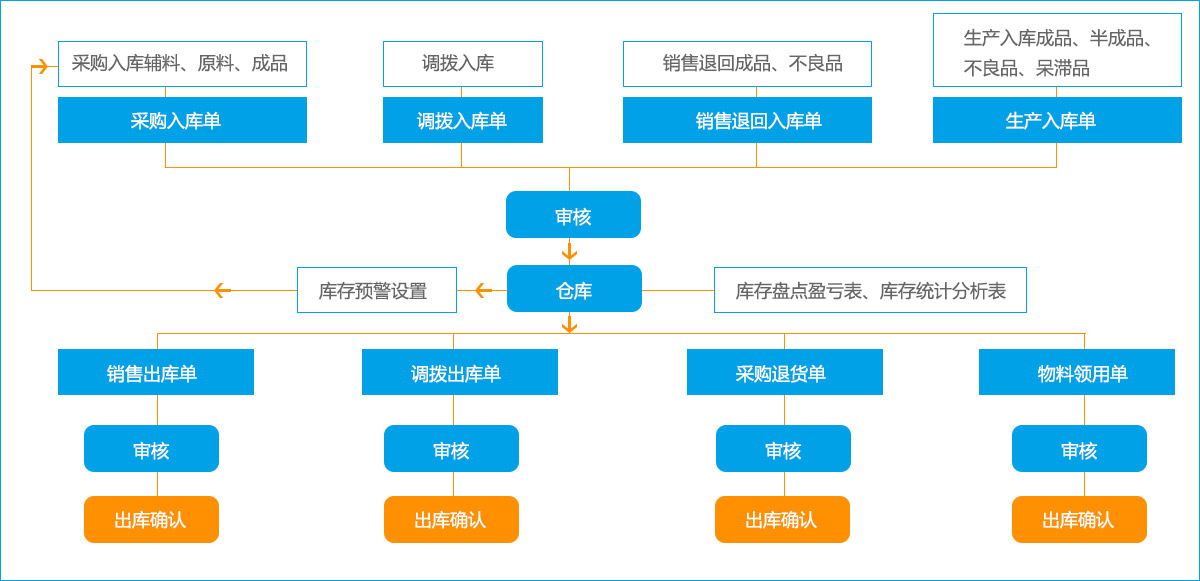 采购入库辅料、原料、成品
调拨入库
销售退回成品、不良品
生产入库成品、半成品、
不良品、呆滞品
采购入库单
调拨入库单
销售退回入库单
生产入库单
审核
库存预警设置
仓库
库存盘点盈亏表、库存统计分析表
销售出库单
调拨出库单
采购退货单
物料领用单
审核
审核
审核
审核
出库确认
出库确认
出库确认
出库确认